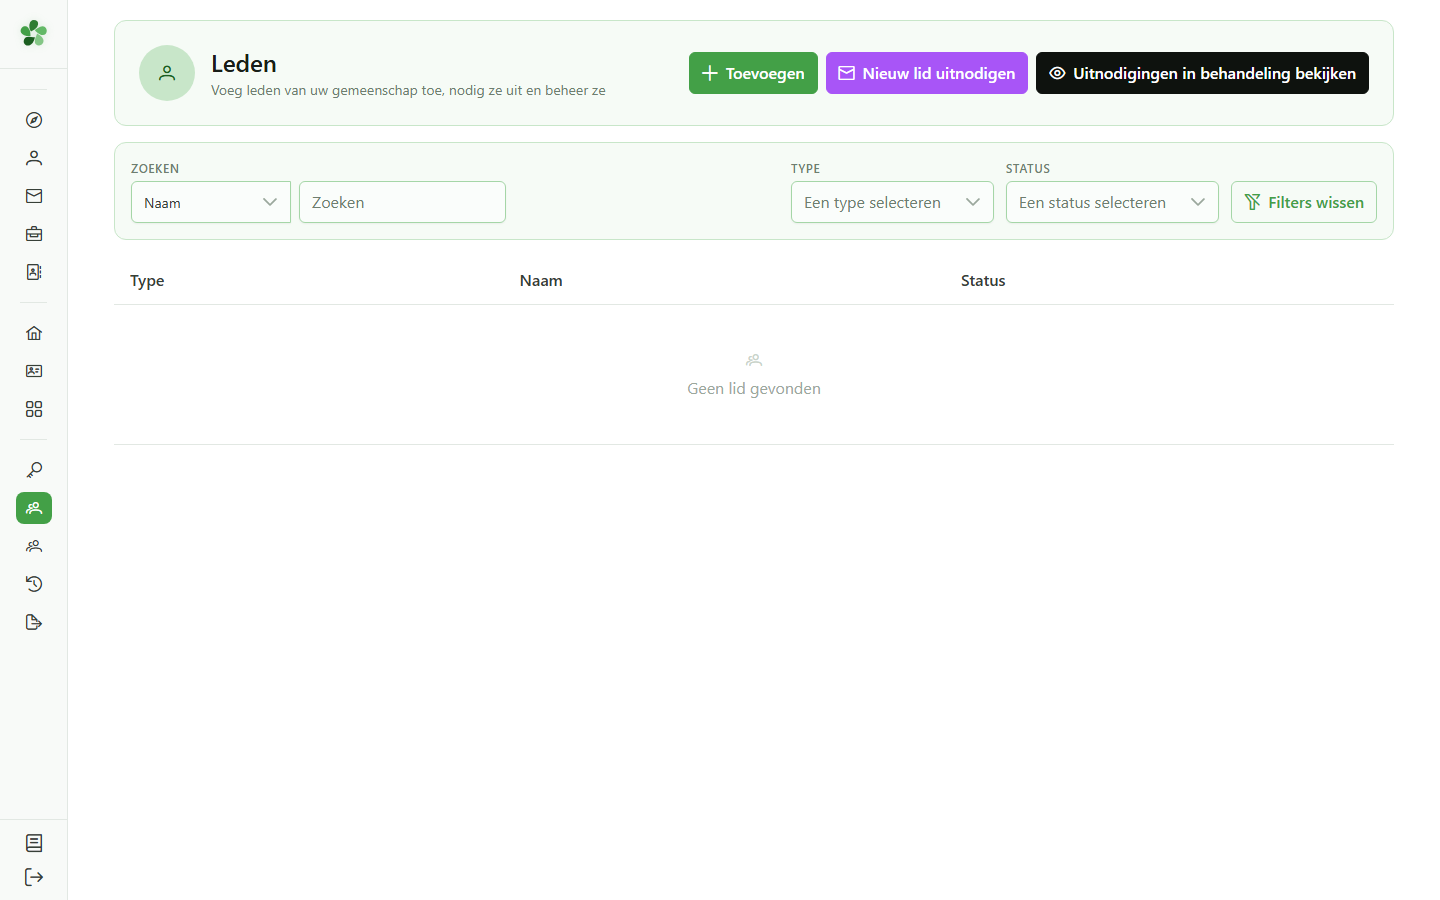 Leden
Voeg leden van uw gemeenschap toe, nodig ze uit en beheer ze
Toevoegen
Nieuw lid uitnodigen
Uitnodigingen in behandeling bekijken
ZOEKEN
TYPE
STATUS
Naam
Zoeken
Een type selecteren
Een status selecteren
Filters wissen
Type
Naam
Status
Geen lid gevonden